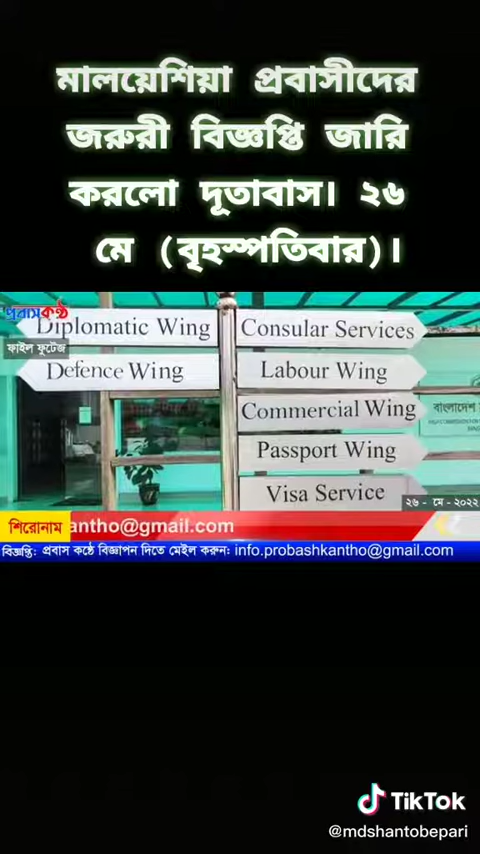 মালয়েশিয়া প্রবাসীদের
জরুরী বিজ্ঞপ্তি জারি
করলো দূতাবাস। ২৬
মে (বৃহস্পতিবার)।
প্রবাসকণ্ঠ
ফাইল ফুটেজ
Diplomatic Wing
Consular Services
Defence Wing
Labour Wing
Commercial Wing
বাংলাদেশ
Passport Wing
Visa Service
২৬ - মে - ২০২২
শিরোনাম
antho@gmail.com
বিজ্ঞপ্তি: প্রবাস কন্ঠে বিজ্ঞাপন দিতে মেইল করুন: info.probashkantho@gmail.com
TikTok
@mdshantobepari